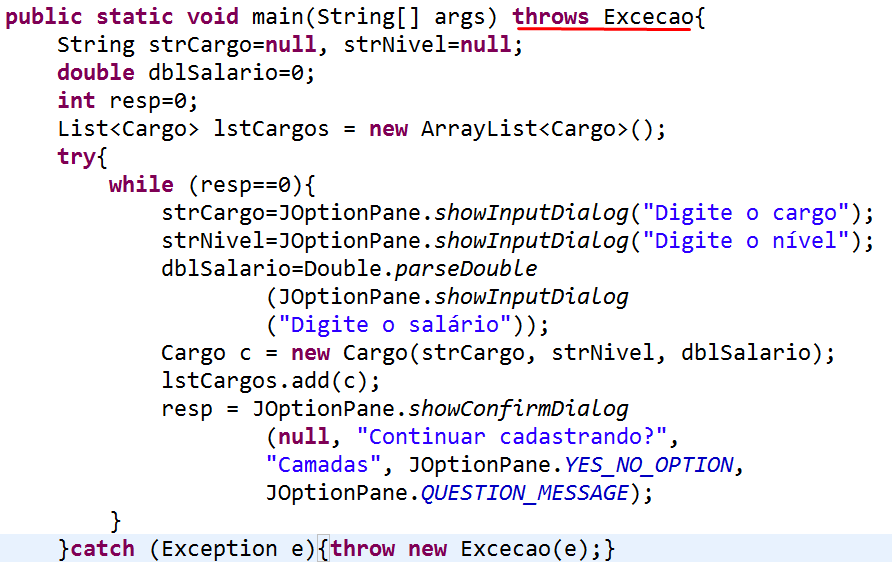 public static void main(String[] args) throws Excecao{
String strCargo=null, strNivel=null;
double dblSalario=0;
int resp=0;
List<Cargo> lstCargos = new ArrayList<Cargo>();
try{
while (resp==0){
strCargo=JOptionPane.showInputDialog("Digite o cargo");
strNivel=JOptionPane.showInputDialog("Digite o nível");
dblSalario=Double.parseDouble
(JOptionPane.showInputDialog
("Digite o salário"));
Cargo c = new Cargo(strCargo, strNivel, dblSalario);
lstCargos.add(c);
resp = JOptionPane.showConfirmDialog
(null, "Continuar cadastrando?",
"Camadas", JOptionPane.YES_NO_OPTION,
JOptionPane.QUESTION_MESSAGE);
}
}catch (Exception e){throw new Excecao(e);}